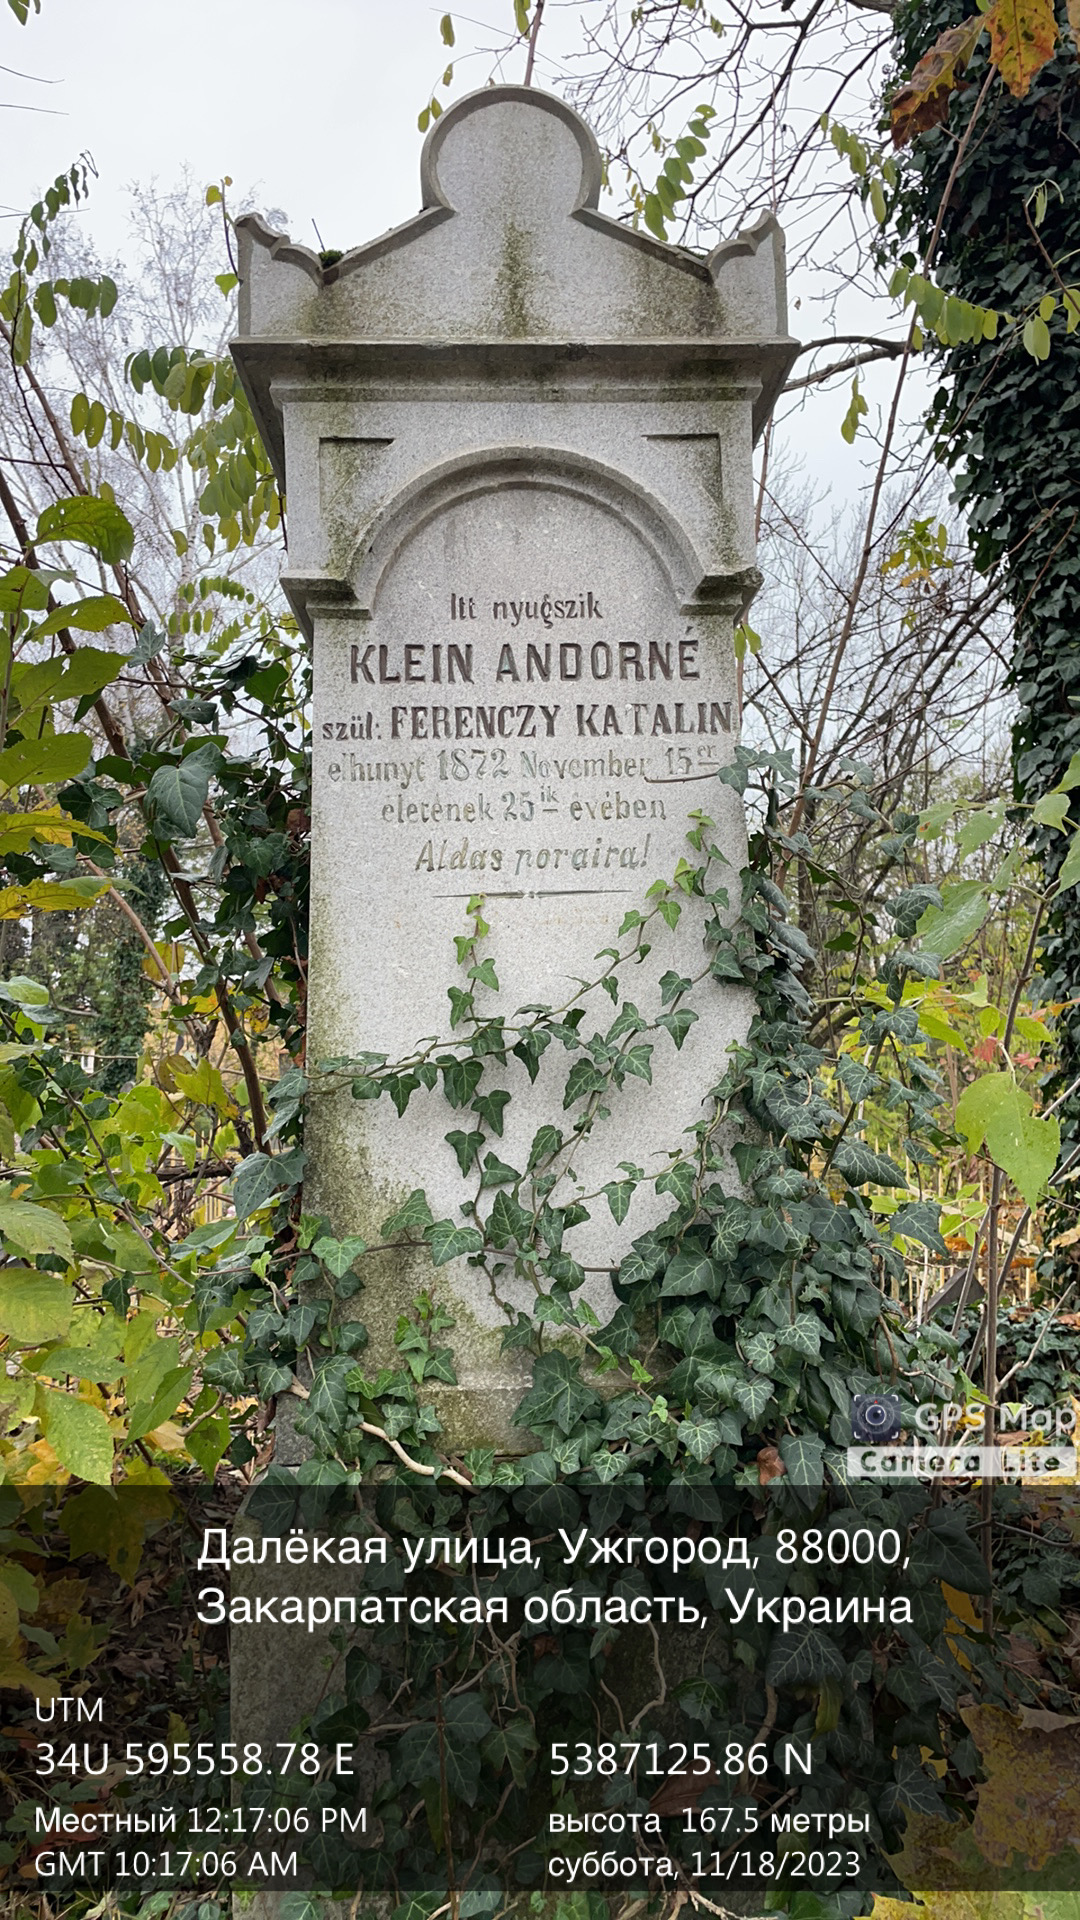 Itt nyugszik
KLEIN ANDORNÉ
szül: FERENCZY KATALIN
elhunyt 1872 November 15én
életének 25ik évében
Áldás poraira!
GPS Map
Camera Lite
Далёкая улица, Ужгород, 88000,
Закарпатская область, Украина
UTM
34U 595558.78 E 5387125.86 N
Местный 12:17:06 PM высота 167.5 метры
GMT 10:17:06 AM суббота, 11/18/2023